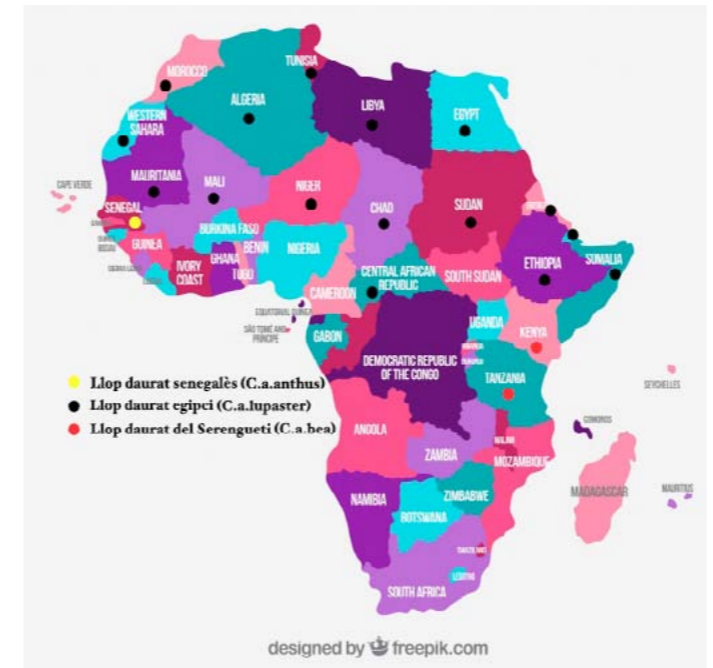 TUNISIA
MOROCCO
ALGERIA
LIBYA
EGYPT
WESTERN
SAHARA
MAURITANIA
MALI
NIGER
CHAD
SUDAN
CAPE VERDE
SENEGAL
GUINEA
BURKINA FASO
BENIN
NIGERIA
GHANA
TOGO
IVORY
COAST
CENTRAL AFRICAN
REPUBLIC
SOUTH SUDAN
ETHIOPIA
SUMALIA
CAMEROON
EQUATORIAL GUINEA
SÃO TOMÉ AND
PRINCIPE
GABON
UGANDA
KENYA
DEMOCRATIC REPUBLIC
OF THE CONGO
TANZANIA
SEYCHELLES
Llop daurat senegalès (C.a.anthus)
Llop daurat egipci (C.a.lupaster)
Llop daurat del Serengueti (C.a.bea)
COMOROS
ANGOLA
ZAMBIA
MALAWI
MOZAMBIQUE
MADAGASCAR
MAURITIUS
NAMIBIA
ZIMBABWE
BOTSWANA
LESOTHO
SOUTH AFRICA
designed by freepik.com